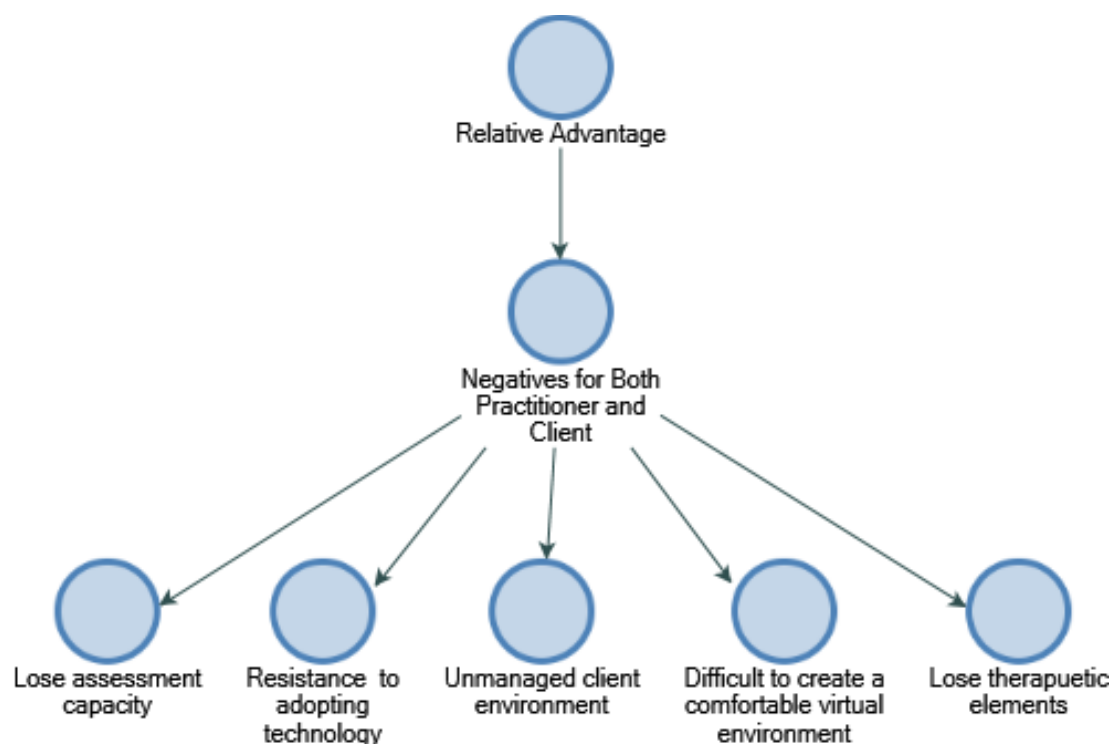 Relative Advantage
Negatives for Both
Practitioner and
Client
Lose assessment
capacity
Resistance to
adopting
technology
Unmanaged client
environment
Difficult to create a
comfortable virtual
environment
Lose therapuetic
elements